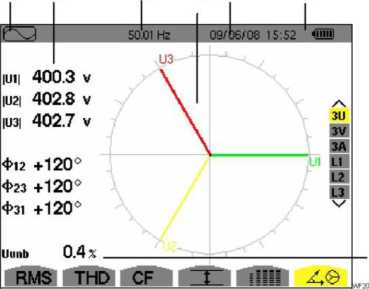 50.01 Hz 09/06/08 15:52
U3
|U1| 400.3 v
|U2| 402.8 v
|U3| 402.7 v
3U
3V
3A
L1
L2
L3
U1
Φ12 +120°
Φ23 +120°
Φ31 +120°
U2
Uunb 0.4 %
RMS THD CF